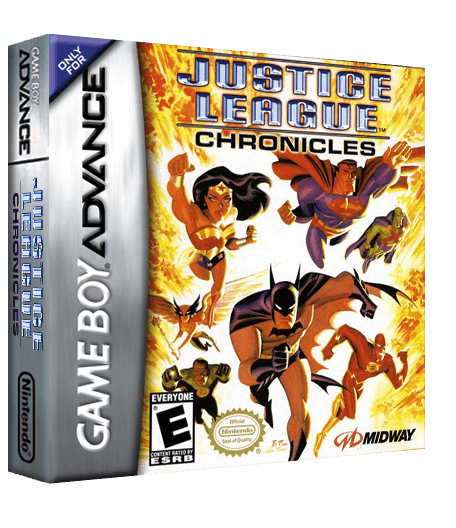 GAME BOY
ADVANCE
JUSTICE
LEAGUE
CHRONICLES
Nintendo®
ONLY
FOR
GAME BOY ADVANCE
JUSTICE
LEAGUE™
CHRONICLES
EVERYONE
E
CONTENT RATED BY
ESRB
Official
Nintendo
Seal of Quality
MIDWAY